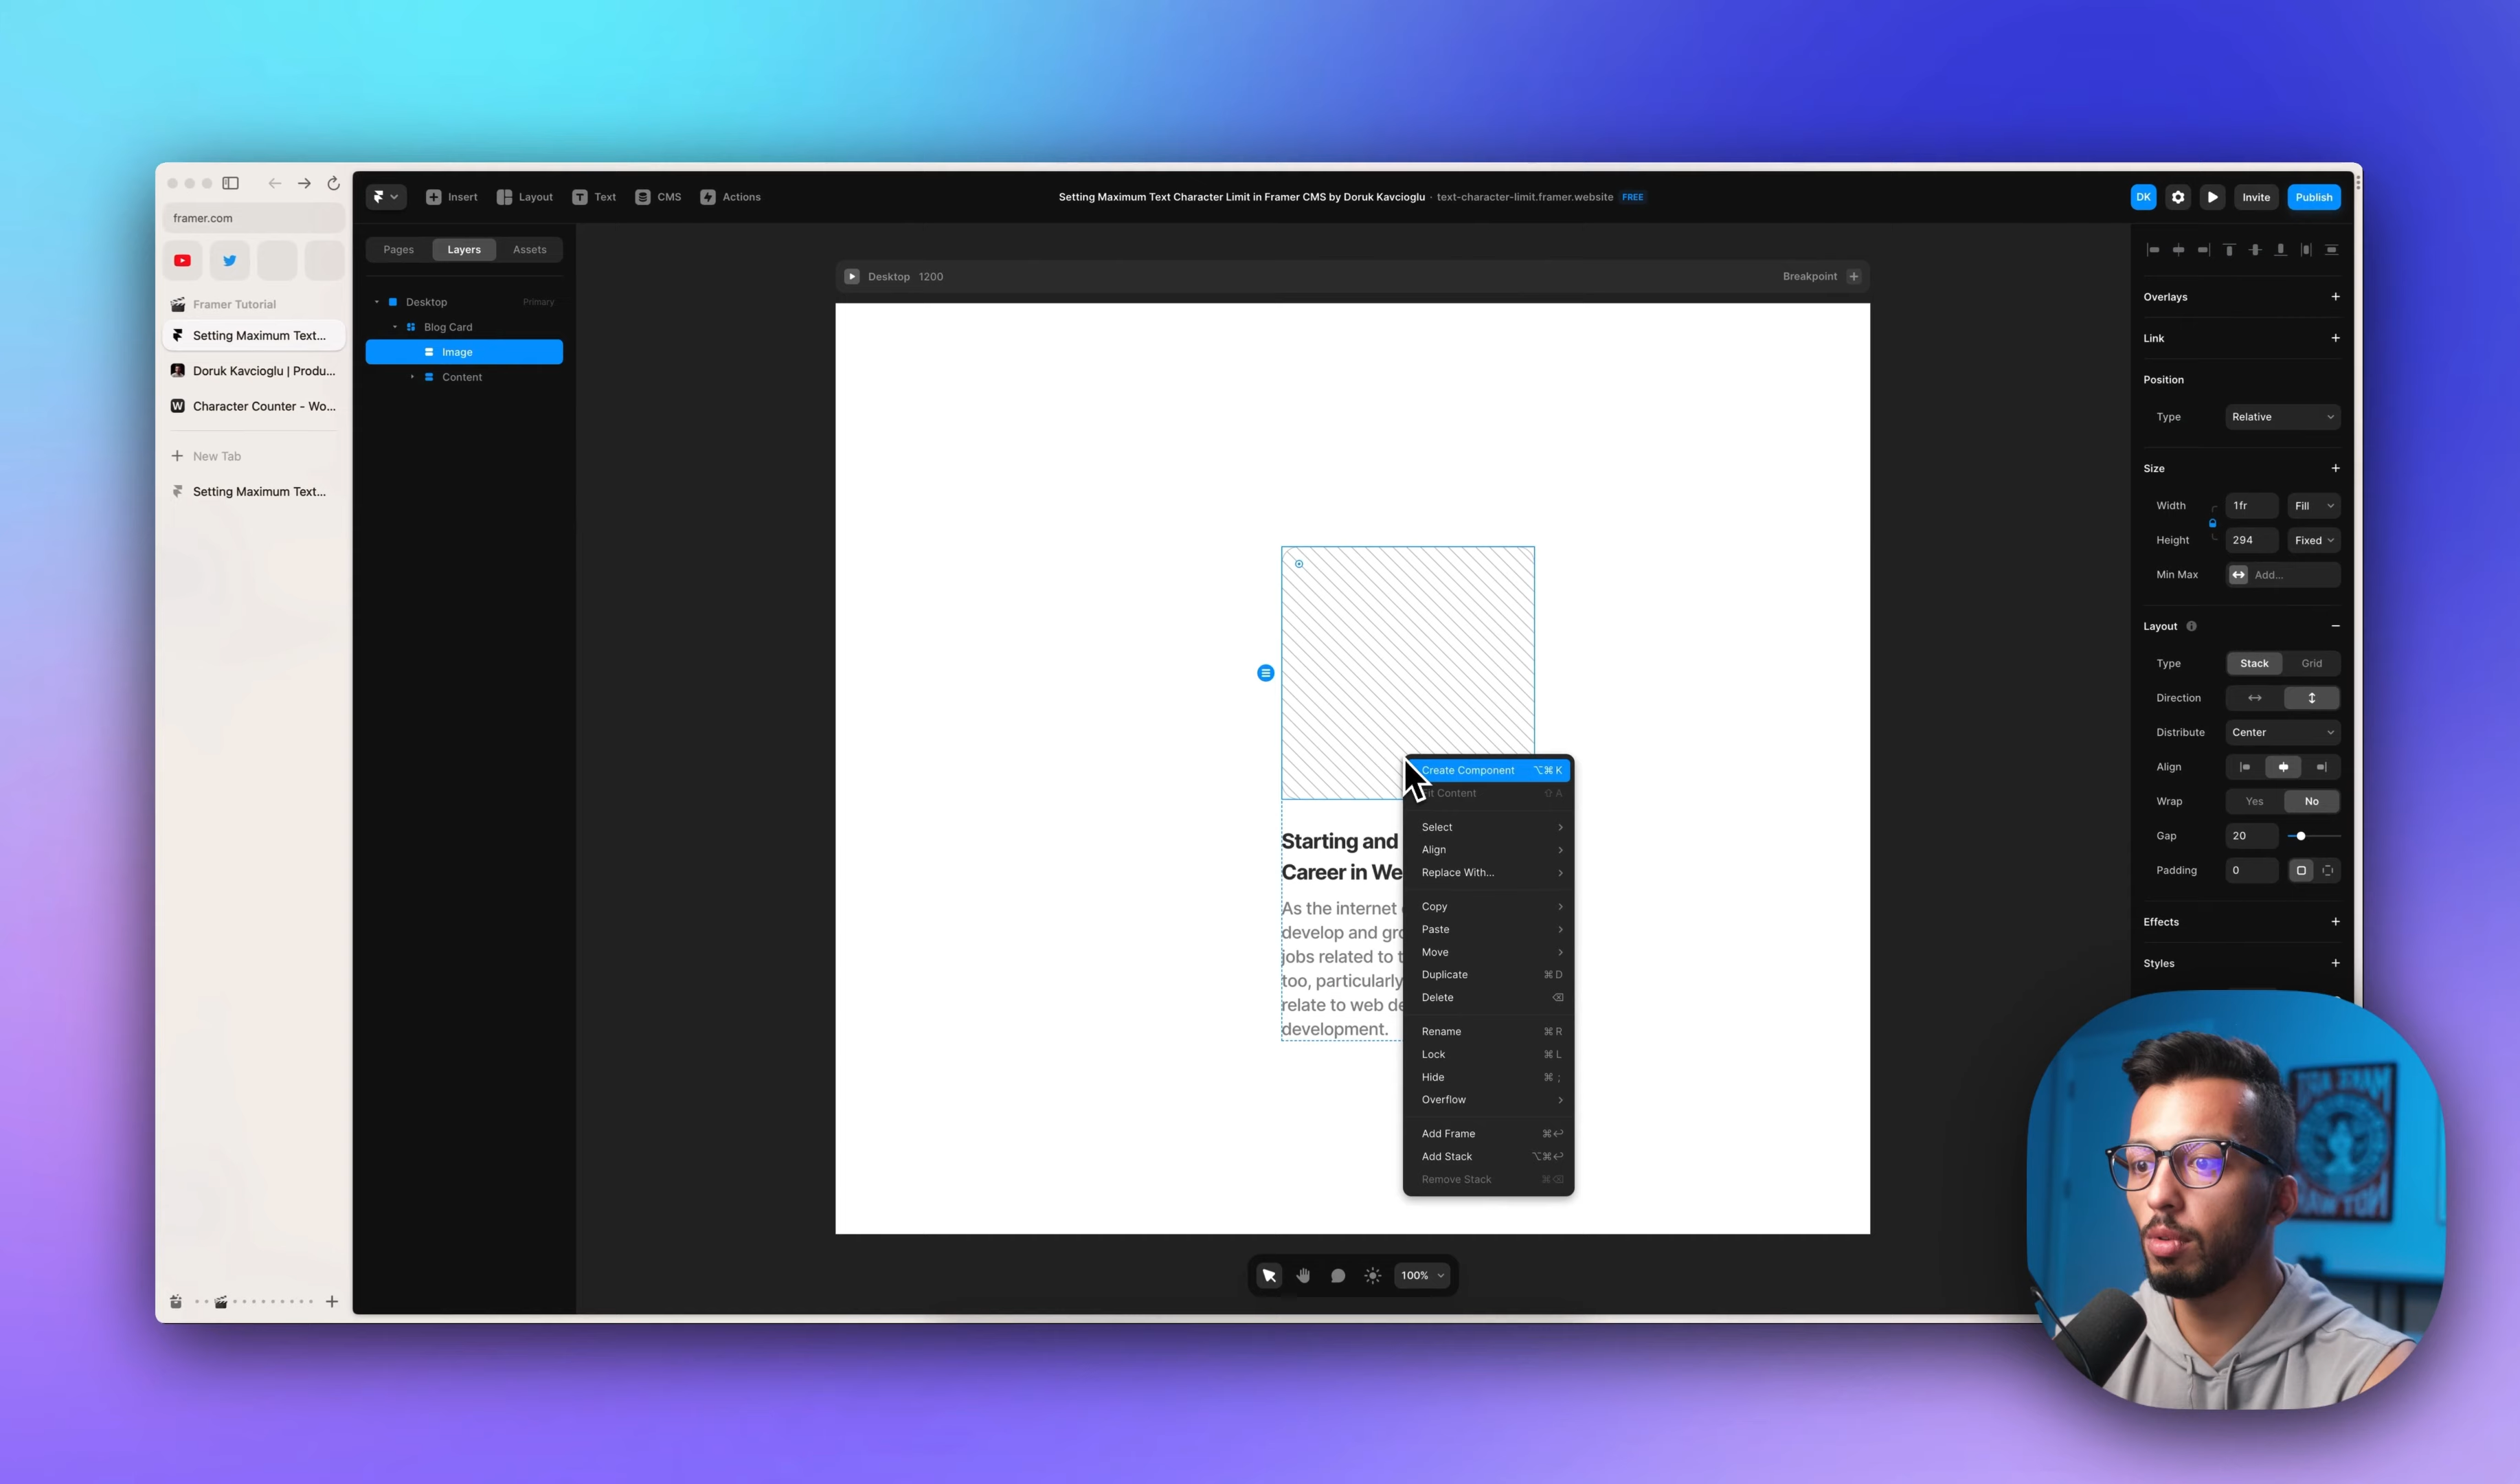 framer.com
Framer Tutorial
Setting Maximum Text...
Doruk Kavcioglu | Produ...
W Character Counter - Wo...
New Tab
Setting Maximum Text...
Insert
Layout
T Text
CMS
Actions
Setting Maximum Text Character Limit in Framer CMS by Doruk Kavcioglu · text-character-limit.framer.website FREE
DK
Invite
Publish
Pages
Layers
Assets
Desktop Primary
Blog Card
Image
Content
Desktop 1200
Breakpoint +
Starting and
Career in We
As the internet
develop and gro
jobs related to t
too, particularly
relate to web de
development.
Create Component ⌥⌘K
it Content ⇧ A
Select
Align
Replace With...
Copy
Paste
Move
Duplicate ⌘ D
Delete
Rename ⌘ R
Lock ⌘ L
Hide ⌘ ;
Overflow
Add Frame ⌘↩
Add Stack ⌥⌘↩
Remove Stack ⌘⌫
100%
Overlays +
Link +
Position
Type Relative
Size +
Width 1fr Fill
Height 294 Fixed
Min Max Add...
Layout
Type Stack Grid
Direction
Distribute Center
Align
Wrap Yes No
Gap 20
Padding 0
Effects +
Styles +